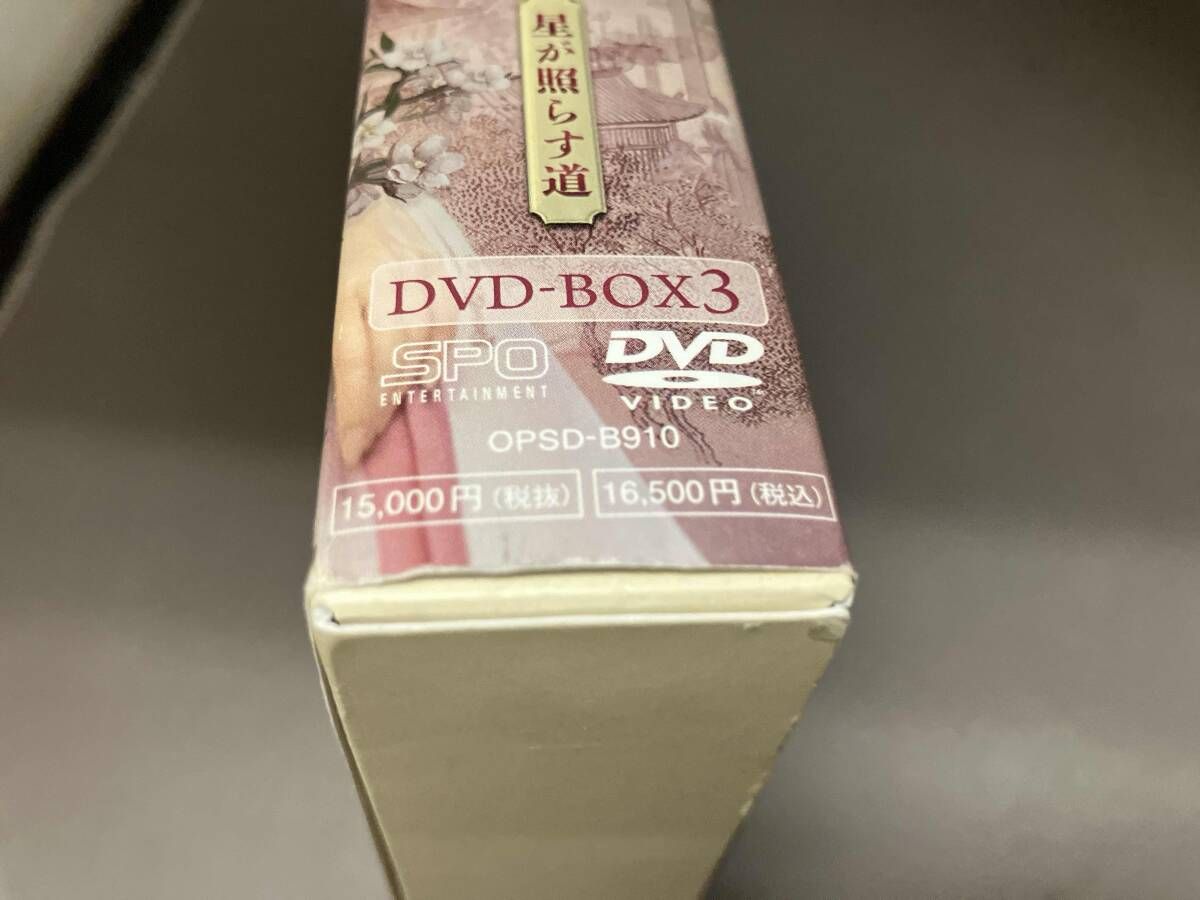 星が照らす道
DVD-BOX3
SPO
ENTERTAINMENT
DVD
VIDEO
TM
OPSD-B910
15,000円（税抜）
16,500円（税込）